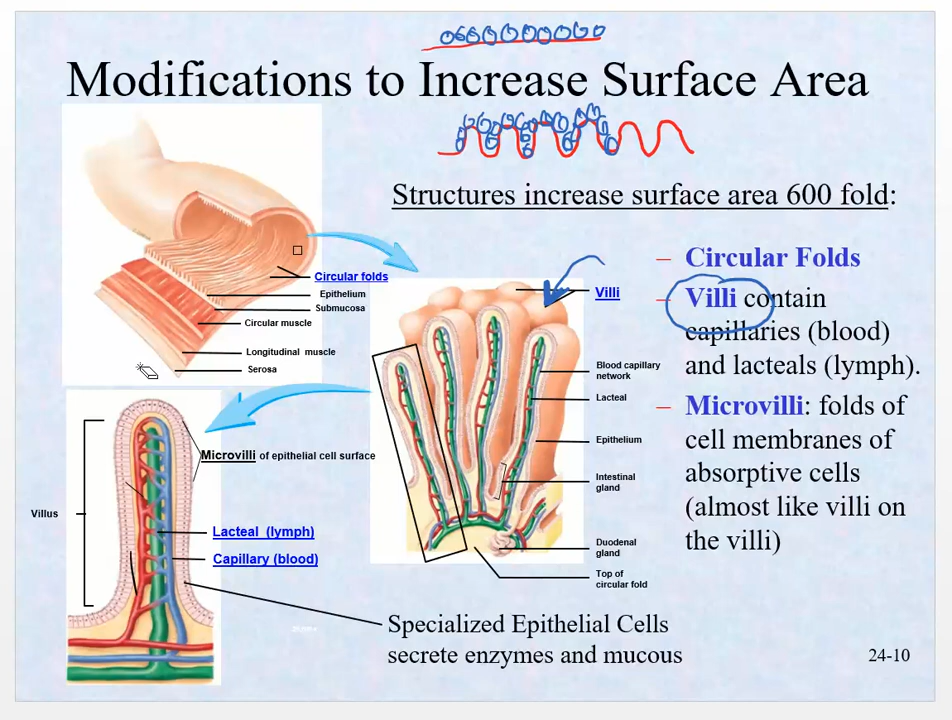 Modifications to Increase Surface Area
Structures increase surface area 600 fold:
– Circular Folds
– Villi contain
capillaries (blood)
and lacteals (lymph).
– Microvilli: folds of
cell membranes of
absorptive cells
(almost like villi on
the villi)
Circular folds
Epithelium
Submucosa
Circular muscle
Longitudinal muscle
Serosa
Villi
Blood capillary
network
Lacteal
Epithelium
Intestinal
gland
Duodenal
gland
Top of
circular fold
Microvilli of epithelial cell surface
Villus
Lacteal (lymph)
Capillary (blood)
Specialized Epithelial Cells
secrete enzymes and mucous
24-10